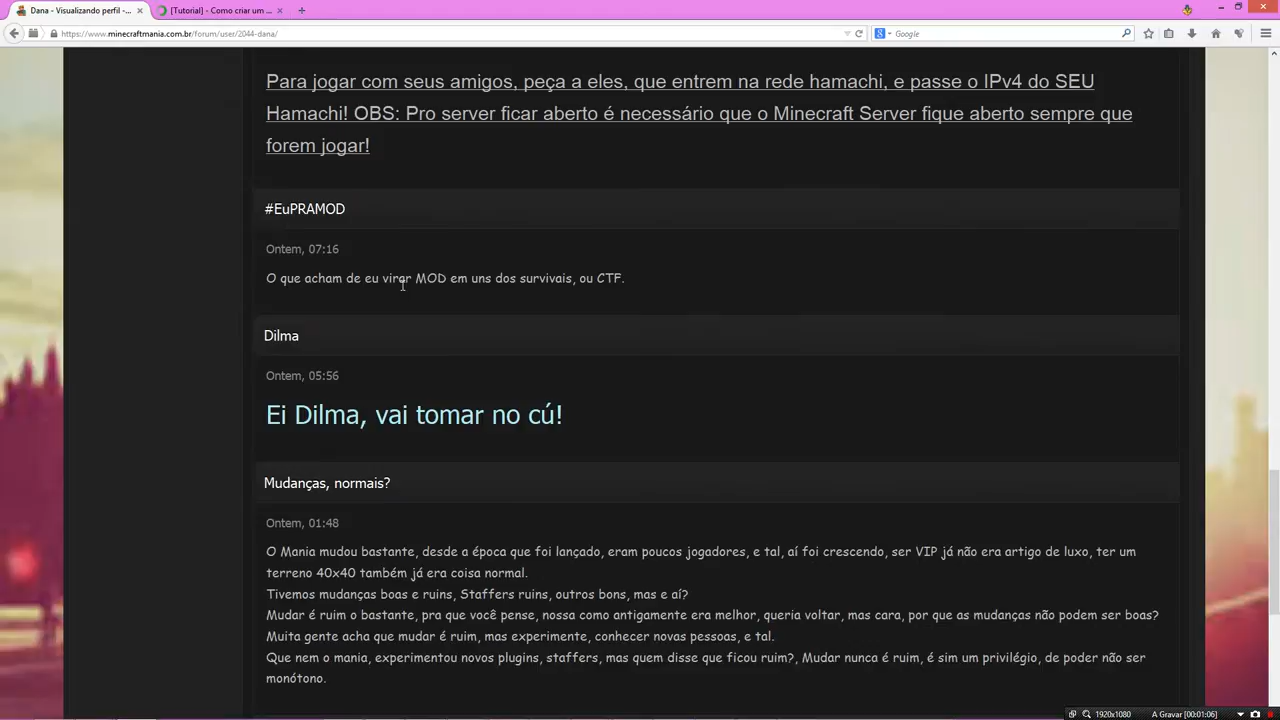 Dana - Visualizando perfil -...
[Tutorial] - Como criar um ...
https://www.minecraftmania.com.br/forum/user/2044-dana/
Google
Para jogar com seus amigos, peça a eles, que entrem na rede hamachi, e passe o IPv4 do SEU
Hamachi! OBS: Pro server ficar aberto é necessário que o Minecraft Server fique aberto sempre que
forem jogar!
#EuPRAMOD
Ontem, 07:16
O que acham de eu virar MOD em uns dos survivais, ou CTF.
Dilma
Ontem, 05:56
Ei Dilma, vai tomar no cú!
Mudanças, normais?
Ontem, 01:48
O Mania mudou bastante, desde a época que foi lançado, eram poucos jogadores, e tal, aí foi crescendo, ser VIP já não era artigo de luxo, ter um
terreno 40x40 também já era coisa normal.
Tivemos mudanças boas e ruins, Staffers ruins, outros bons, mas e aí?
Mudar é ruim o bastante, pra que você pense, nossa como antigamente era melhor, queria voltar, mas cara, por que as mudanças não podem ser boas?
Muita gente acha que mudar é ruim, mas experimente, conhecer novas pessoas, e tal.
Que nem o mania, experimentou novos plugins, staffers, mas quem disse que ficou ruim?, Mudar nunca é ruim, é sim um privilégio, de poder não ser
monótono.
1920x1080
A Gravar [00:01:06]